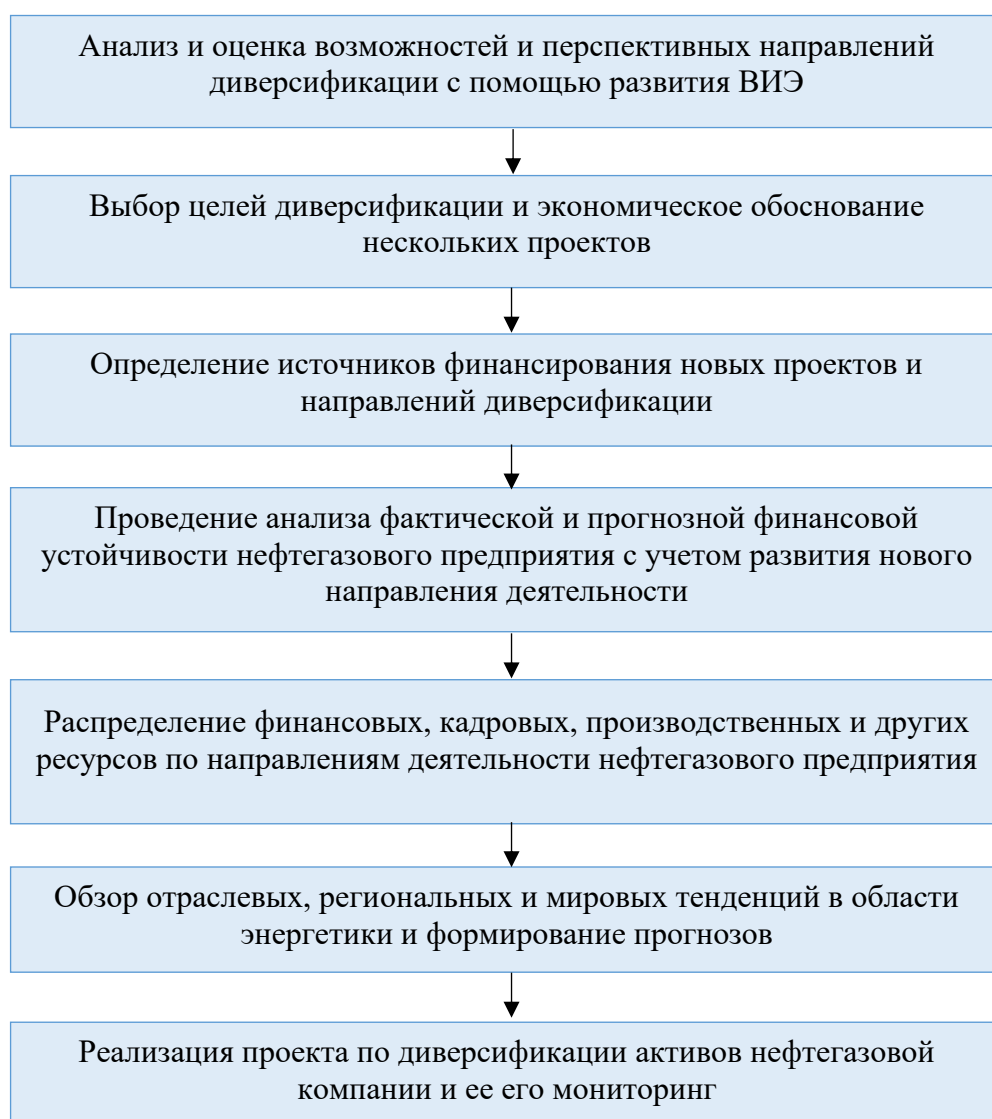 Анализ и оценка возможностей и перспективных направлений
диверсификации с помощью развития ВИЭ
Выбор целей диверсификации и экономическое обоснование
нескольких проектов
Определение источников финансирования новых проектов и
направлений диверсификации
Проведение анализа фактической и прогнозной финансовой
устойчивости нефтегазового предприятия с учетом развития нового
направления деятельности
Распределение финансовых, кадровых, производственных и других
ресурсов по направлениям деятельности нефтегазового предприятия
Обзор отраслевых, региональных и мировых тенденций в области
энергетики и формирование прогнозов
Реализация проекта по диверсификации активов нефтегазовой
компании и ее его мониторинг